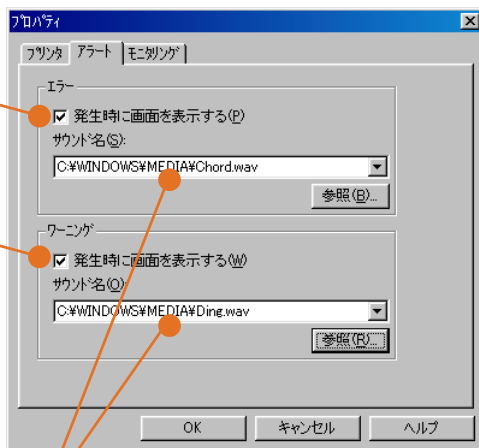 プロパティ
プリンタ アラート モニタリング
エラー
発生時に画面を表示する(P)
サウンド名(S):
C:¥WINDOWS¥MEDIA¥Chord.wav
参照(B)...
ワーニング
発生時に画面を表示する(W)
サウンド名(O):
C:¥WINDOWS¥MEDIA¥Ding.wav
参照(R)...
OK キャンセル ヘルプ